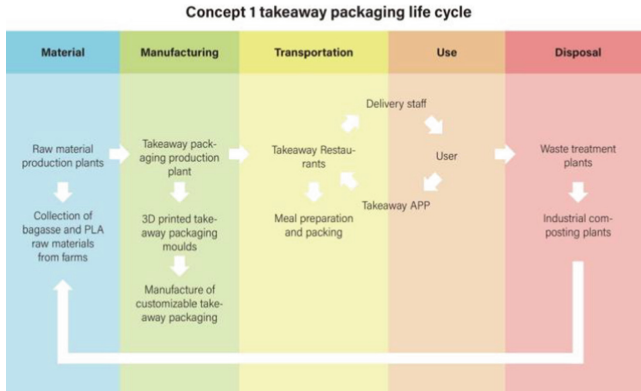 Concept 1 takeaway packaging life cycle
Material
Manufacturing
Transportation
Use
Disposal
Raw material
production plants
Collection of
bagasse and PLA
raw materials
from farms
Takeaway pack-
aging production
plant
3D printed take-
away packaging
moulds
Manufacture of
customizable take-
away packaging
Delivery staff
Takeaway Restau-
rants
User
Takeaway APP
Meal preparation
and packing
Waste treatment
plants
Industrial com-
posting plants